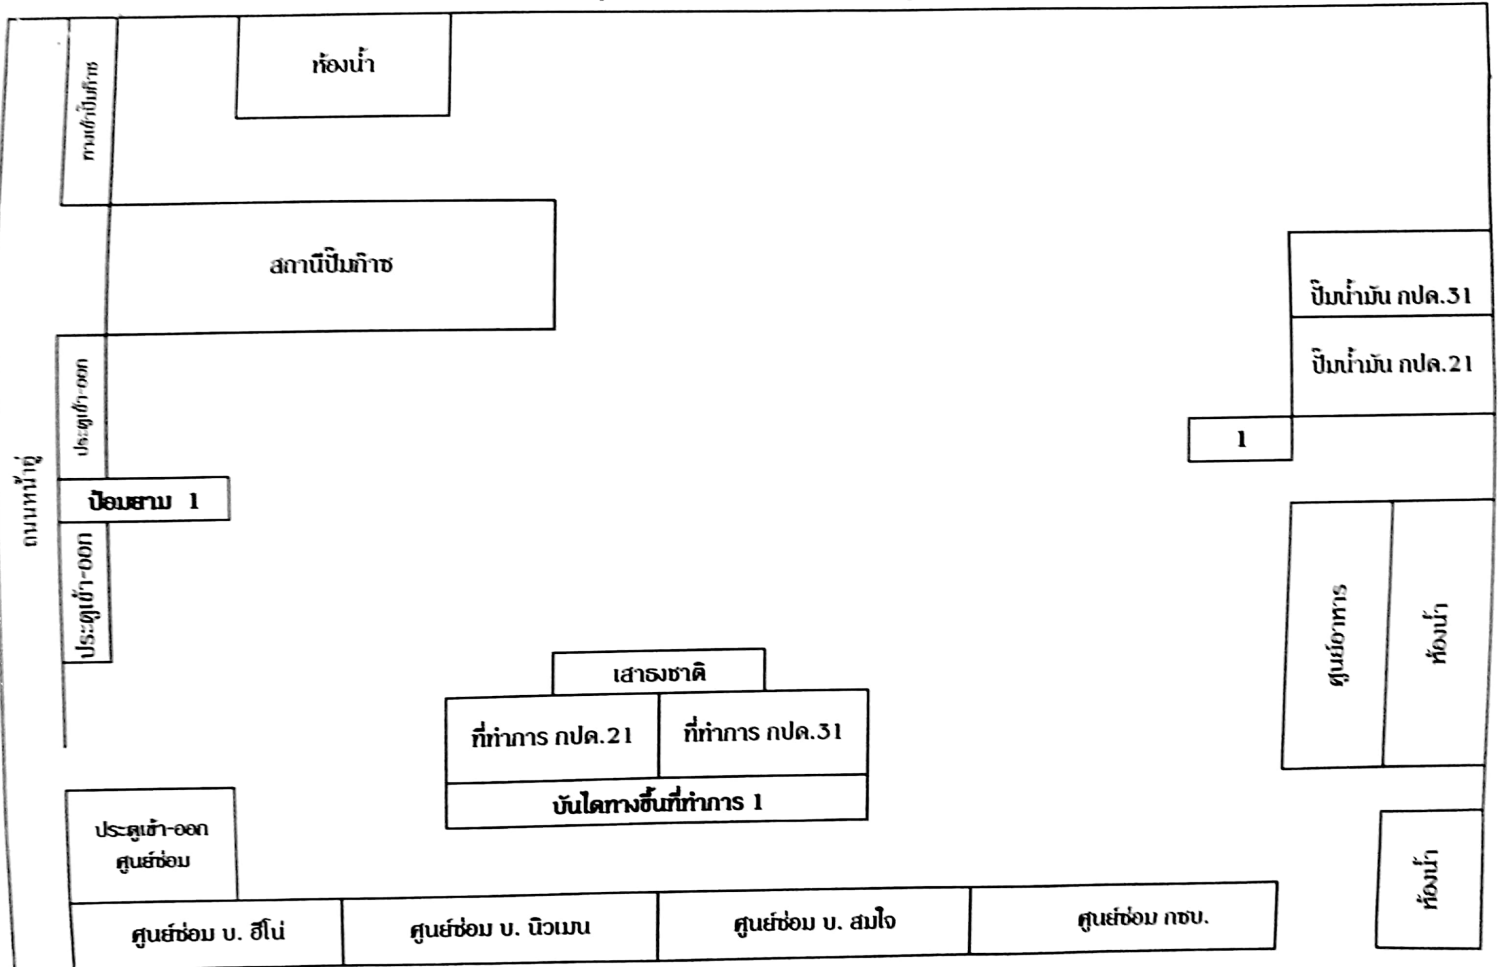 ห้องน้ำ
ทางเข้าปั๊มก๊าซ
สถานีปั๊มก๊าซ
ปั๊มน้ำมัน กปด.31
ปั๊มน้ำมัน กปด.21
ประตูเข้า-ออก
1
ถนนหน้าอู่
ป้อมยาม 1
ประตูเข้า-ออก
ศูนย์อาหาร
ห้องน้ำ
เสาธงชาติ
ที่ทำการ กปด.21
ที่ทำการ กปด.31
บันไดทางขึ้นที่ทำการ 1
ประตูเข้า-ออก
ศูนย์ซ่อม
ห้องน้ำ
ศูนย์ซ่อม บ. ฮีโน่
ศูนย์ซ่อม บ. นิวเมน
ศูนย์ซ่อม บ. สมใจ
ศูนย์ซ่อม กซบ.